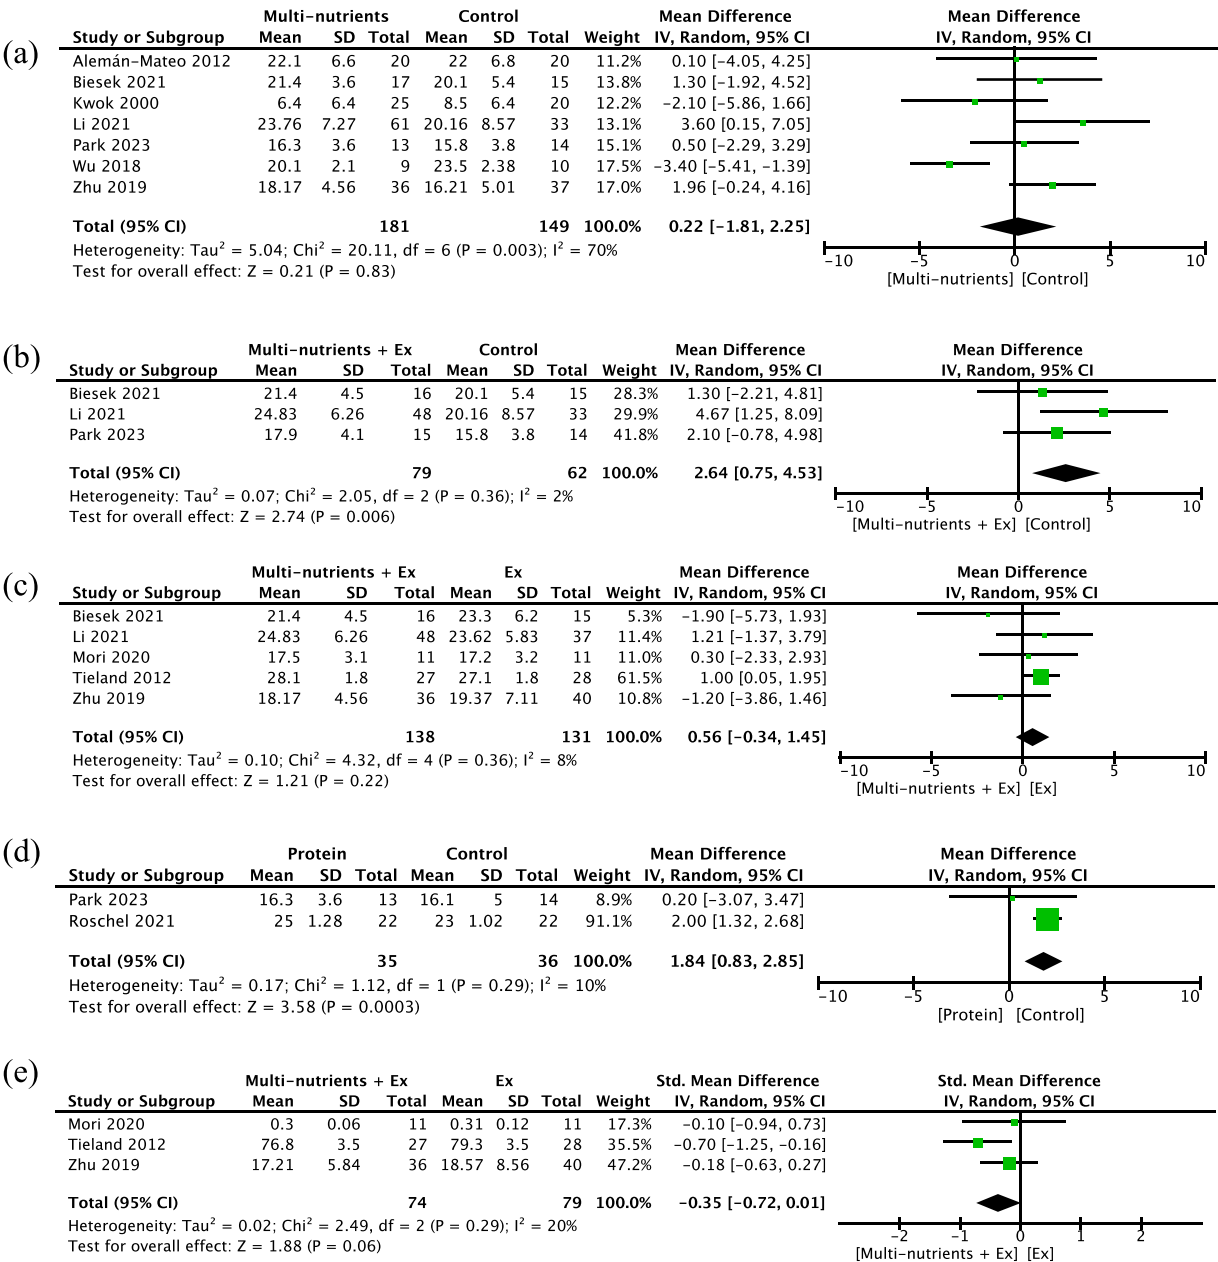 (a)
Multi-nutrients Control Mean Difference Mean Difference
Study or Subgroup Mean SD Total Mean SD Total Weight IV, Random, 95% CI IV, Random, 95% CI
Alemán-Mateo 2012 22.1 6.6 20 22 6.8 20 11.2% 0.10 [-4.05, 4.25]
Biesek 2021 21.4 3.6 17 20.1 5.4 15 13.8% 1.30 [-1.92, 4.52]
Kwok 2000 6.4 6.4 25 8.5 6.4 20 12.2% -2.10 [-5.86, 1.66]
Li 2021 23.76 7.27 61 20.16 8.57 33 13.1% 3.60 [0.15, 7.05]
Park 2023 16.3 3.6 13 15.8 3.8 14 15.1% 0.50 [-2.29, 3.29]
Wu 2018 20.1 2.1 9 23.5 2.38 10 17.5% -3.40 [-5.41, -1.39]
Zhu 2019 18.17 4.56 36 16.21 5.01 37 17.0% 1.96 [-0.24, 4.16]
Total (95% CI) 181 149 100.0% 0.22 [-1.81, 2.25]
Heterogeneity: Tau² = 5.04; Chi² = 20.11, df = 6 (P = 0.003); I² = 70%
Test for overall effect: Z = 0.21 (P = 0.83)
-10 -5 0 5 10
[Multi-nutrients] [Control]
(b)
Multi-nutrients + Ex Control Mean Difference Mean Difference
Study or Subgroup Mean SD Total Mean SD Total Weight IV, Random, 95% CI IV, Random, 95% CI
Biesek 2021 21.4 4.5 16 20.1 5.4 15 28.3% 1.30 [-2.21, 4.81]
Li 2021 24.83 6.26 48 20.16 8.57 33 29.9% 4.67 [1.25, 8.09]
Park 2023 17.9 4.1 15 15.8 3.8 14 41.8% 2.10 [-0.78, 4.98]
Total (95% CI) 79 62 100.0% 2.64 [0.75, 4.53]
Heterogeneity: Tau² = 0.07; Chi² = 2.05, df = 2 (P = 0.36); I² = 2%
Test for overall effect: Z = 2.74 (P = 0.006)
-10 -5 0 5 10
[Multi-nutrients + Ex] [Control]
(c)
Multi-nutrients + Ex Ex Mean Difference Mean Difference
Study or Subgroup Mean SD Total Mean SD Total Weight IV, Random, 95% CI IV, Random, 95% CI
Biesek 2021 21.4 4.5 16 23.3 6.2 15 5.3% -1.90 [-5.73, 1.93]
Li 2021 24.83 6.26 48 23.62 5.83 37 11.4% 1.21 [-1.37, 3.79]
Mori 2020 17.5 3.1 11 17.2 3.2 11 11.0% 0.30 [-2.33, 2.93]
Tieland 2012 28.1 1.8 27 27.1 1.8 28 61.5% 1.00 [0.05, 1.95]
Zhu 2019 18.17 4.56 36 19.37 7.11 40 10.8% -1.20 [-3.86, 1.46]
Total (95% CI) 138 131 100.0% 0.56 [-0.34, 1.45]
Heterogeneity: Tau² = 0.10; Chi² = 4.32, df = 4 (P = 0.36); I² = 8%
Test for overall effect: Z = 1.21 (P = 0.22)
-10 -5 0 5 10
[Multi-nutrients + Ex] [Ex]
(d)
Protein Control Mean Difference Mean Difference
Study or Subgroup Mean SD Total Mean SD Total Weight IV, Random, 95% CI IV, Random, 95% CI
Park 2023 16.3 3.6 13 16.1 5 14 8.9% 0.20 [-3.07, 3.47]
Roschel 2021 25 1.28 22 23 1.02 22 91.1% 2.00 [1.32, 2.68]
Total (95% CI) 35 36 100.0% 1.84 [0.83, 2.85]
Heterogeneity: Tau² = 0.17; Chi² = 1.12, df = 1 (P = 0.29); I² = 10%
Test for overall effect: Z = 3.58 (P = 0.0003)
-10 -5 0 5 10
[Protein] [Control]
(e)
Multi-nutrients + Ex Ex Std. Mean Difference Std. Mean Difference
Study or Subgroup Mean SD Total Mean SD Total Weight IV, Random, 95% CI IV, Random, 95% CI
Mori 2020 0.3 0.06 11 0.31 0.12 11 17.3% -0.10 [-0.94, 0.73]
Tieland 2012 76.8 3.5 27 79.3 3.5 28 35.5% -0.70 [-1.25, -0.16]
Zhu 2019 17.21 5.84 36 18.57 8.56 40 47.2% -0.18 [-0.63, 0.27]
Total (95% CI) 74 79 100.0% -0.35 [-0.72, 0.01]
Heterogeneity: Tau² = 0.02; Chi² = 2.49, df = 2 (P = 0.29); I² = 20%
Test for overall effect: Z = 1.88 (P = 0.06)
-2 -1 0 1 2
[Multi-nutrients + Ex] [Ex]